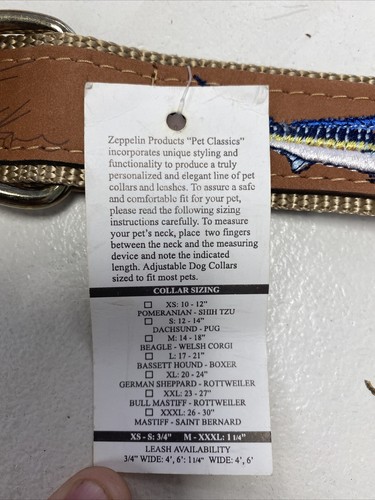 Zeppelin Products "Pet Classics"
incorporates unique styling and
functionality to produce a truly
personalized and elegant line of pet
collars and leashes. To assure a safe
and comfortable fit for your pet,
please read the following sizing
instructions carefully. To measure
your pet's neck, place two fingers
between the neck and the measuring
device and note the indicated
length. Adjustable Dog Collars
sized to fit most pets.
COLLAR SIZING
☐ XS: 10 - 12"
POMERANIAN - SHIH TZU
☐ S: 12 - 14"
DACHSUND - PUG
☐ M: 14 - 18"
BEAGLE - WELSH CORGI
☐ L: 17 - 21"
BASSETT HOUND - BOXER
☐ XL: 20 - 24"
GERMAN SHEPPARD - ROTTWEILER
☐ XXL: 23 - 27"
BULL MASTIFF - ROTTWEILER
☐ XXXL: 26 - 30"
MASTIFF - SAINT BERNARD
XS - S: 3/4" M - XXXL: 1 1/4"
LEASH AVAILABILITY
3/4" WIDE: 4', 6': 1 1/4" WIDE: 4', 6'